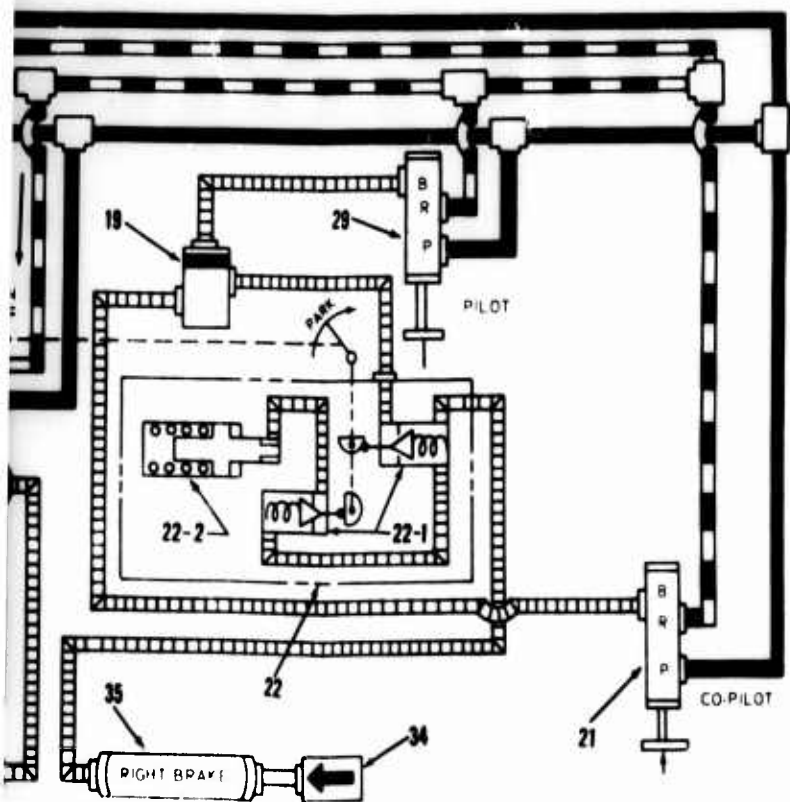 19
B
R
P
29
PILOT
PARK
22-2
22-1
22
B
R
P
21
CO-PILOT
35
RIGHT BRAKE
34